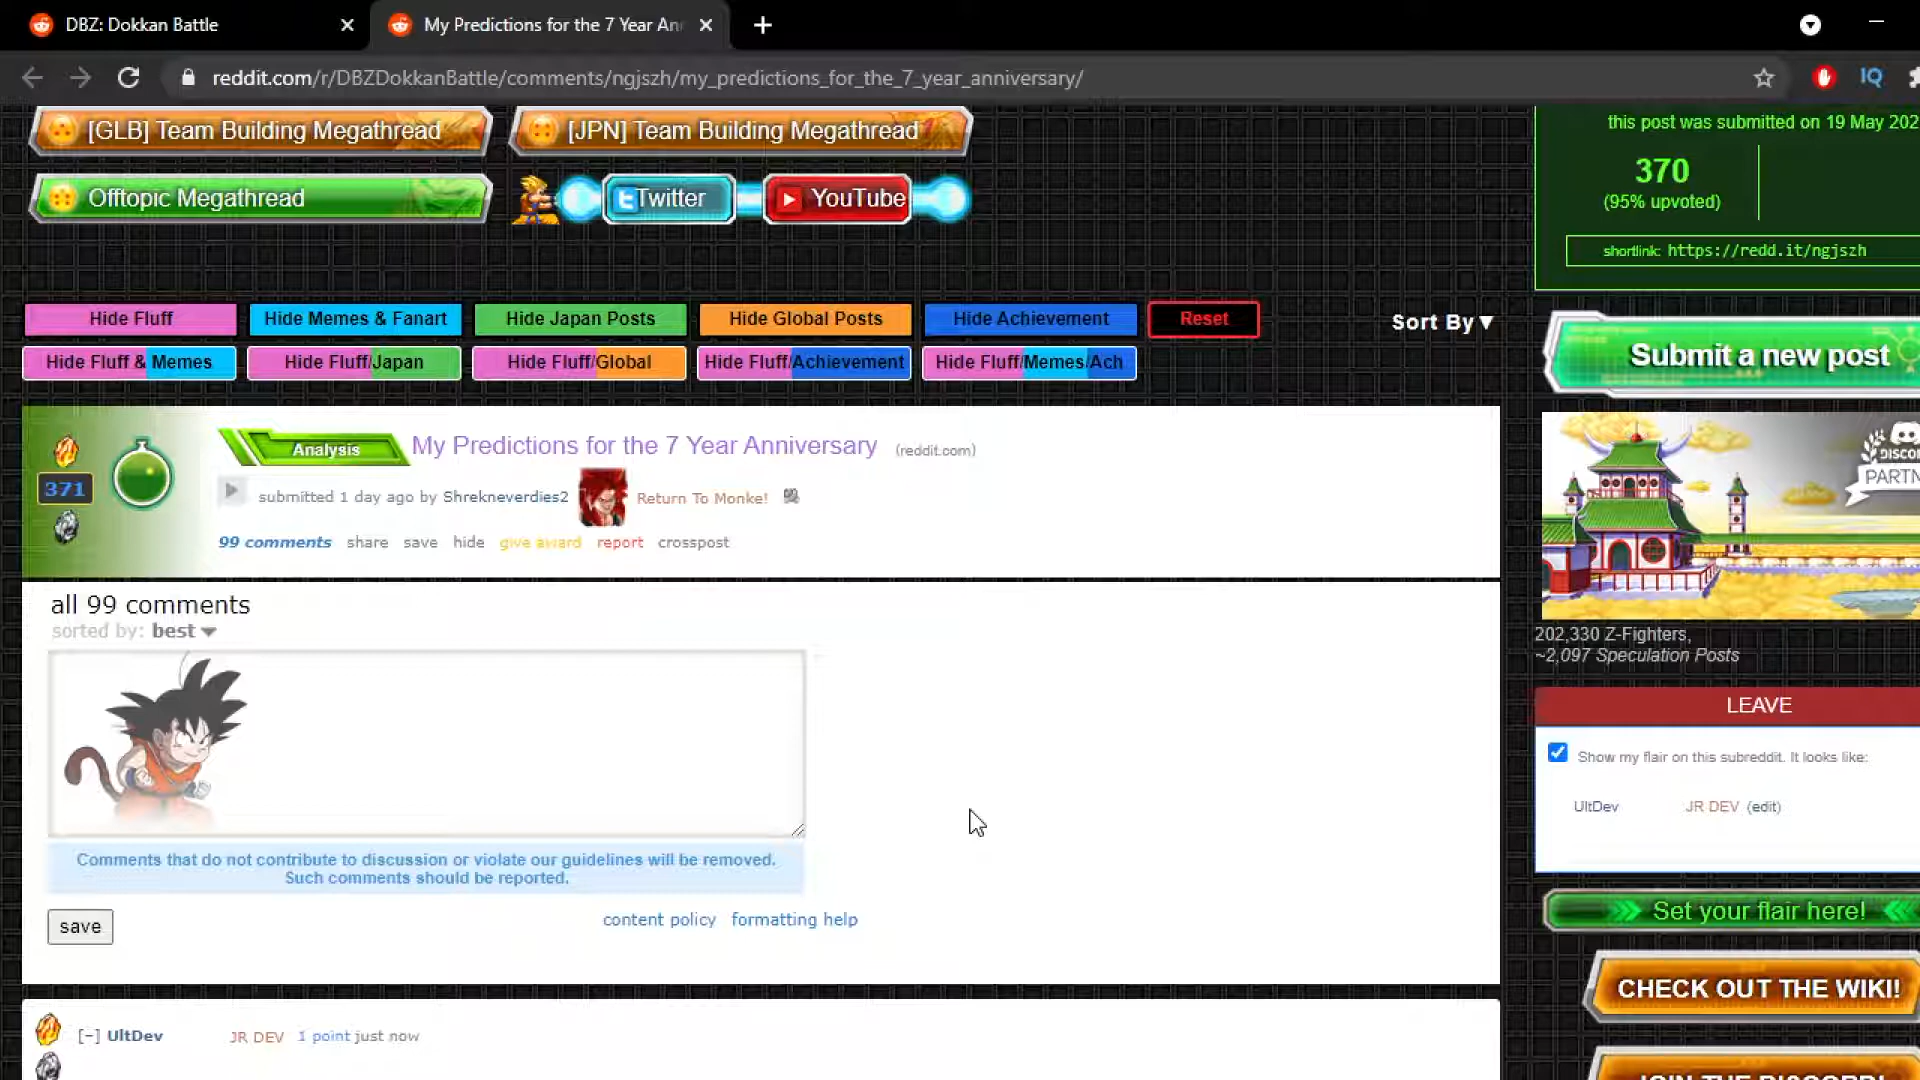 DBZ: Dokkan Battle
My Predictions for the 7 Year An
reddit.com/r/DBZDokkanBattle/comments/ngjszh/my_predictions_for_the_7_year_anniversary/
IQ
[GLB] Team Building Megathread
[JPN] Team Building Megathread
Offtopic Megathread
Twitter
YouTube
this post was submitted on 19 May 202
370
(95% upvoted)
shortlink: https://redd.it/ngjszh
Hide Fluff
Hide Memes & Fanart
Hide Japan Posts
Hide Global Posts
Hide Achievement
Reset
Sort By▼
Hide Fluff & Memes
Hide Fluff/Japan
Hide Fluff/Global
Hide Fluff/Achievement
Hide Fluff/Memes/Ach
Submit a new post
371
Analysis
My Predictions for the 7 Year Anniversary (reddit.com)
submitted 1 day ago by Shrekneverdies2
Return To Monke!
99 comments share save hide give award report crosspost
DISCO
PARTN
202,330 Z-Fighters,
~2,097 Speculation Posts
all 99 comments
sorted by: best
LEAVE
Show my flair on this subreddit. It looks like:
UltDev JR DEV (edit)
Comments that do not contribute to discussion or violate our guidelines will be removed.
Such comments should be reported.
save
content policy formatting help
Set your flair here!
CHECK OUT THE WIKI!
[–] UltDev JR DEV 1 point just now
JOIN THE DISCORD!